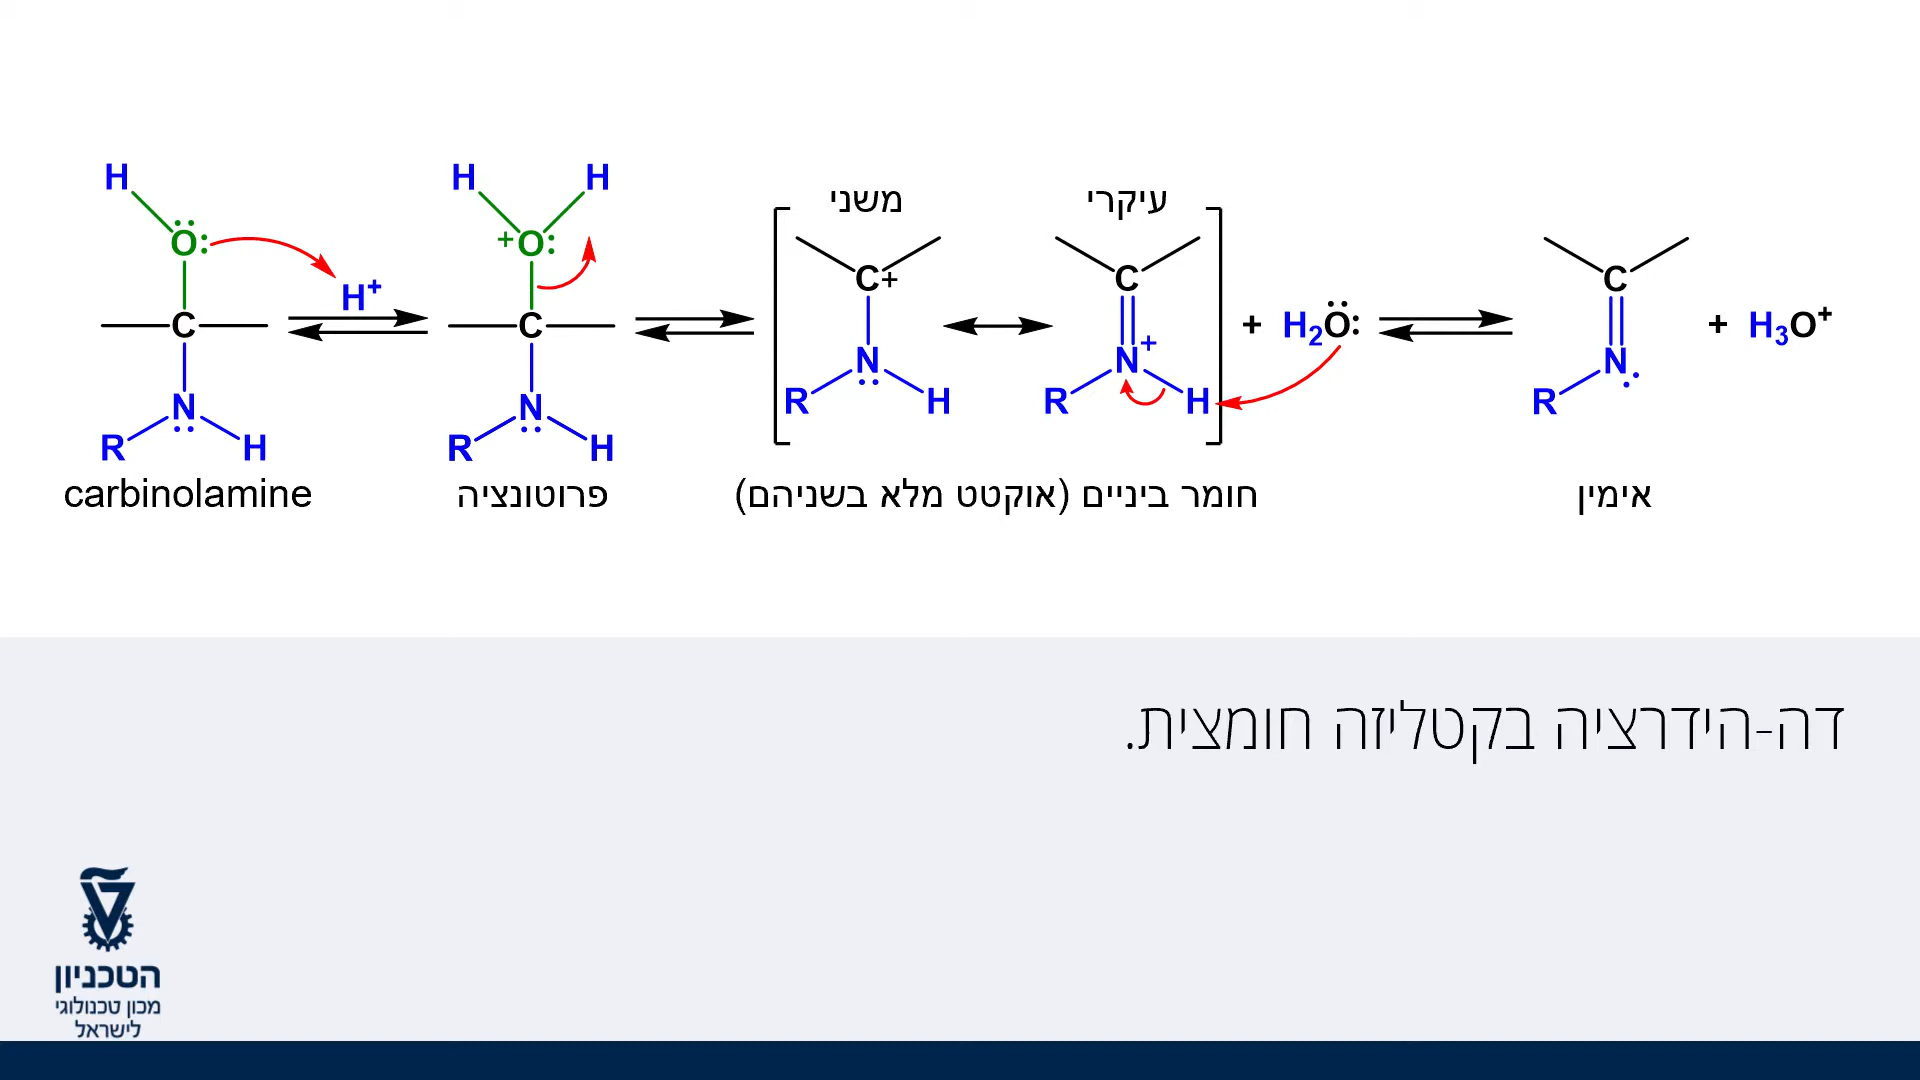 H H H
משני עיקרי
O H⁺ +O C+ C
C C N N⁺ + H₂O C N + H₃O⁺
R N H R N H R H R H R
carbinolamine פרוטונציה חומר ביניים (אוקטט מלא בשניהם) אימין
דה-הידרציה בקטליזה חומצית.
הטכניון
מכון טכנולוגי
לישראל